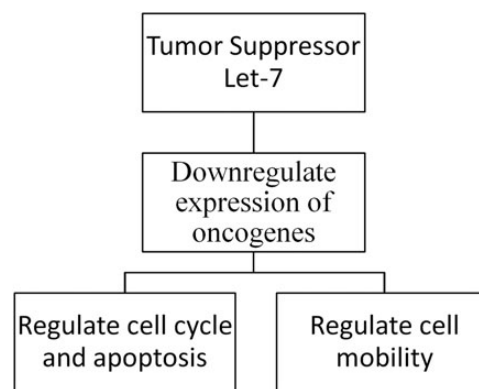 Tumor Suppressor
Let-7
Downregulate
expression of
oncogenes
Regulate cell cycle
and apoptosis
Regulate cell
mobility